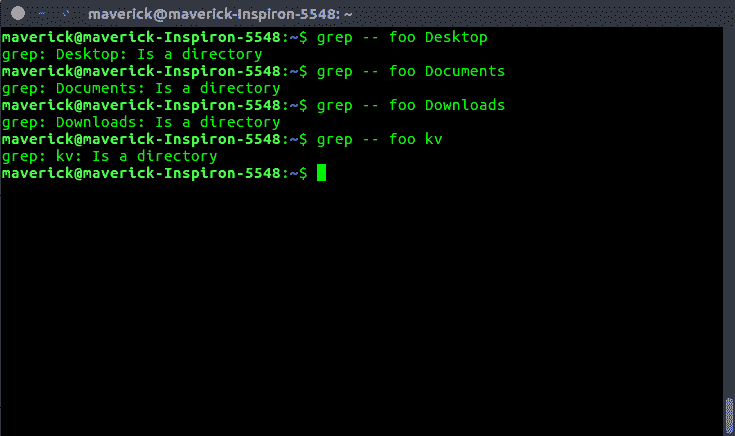 maverick@maverick-Inspiron-5548: ~
maverick@maverick-Inspiron-5548:~$ grep -- foo Desktop
grep: Desktop: Is a directory
maverick@maverick-Inspiron-5548:~$ grep -- foo Documents
grep: Documents: Is a directory
maverick@maverick-Inspiron-5548:~$ grep -- foo Downloads
grep: Downloads: Is a directory
maverick@maverick-Inspiron-5548:~$ grep -- foo kv
grep: kv: Is a directory
maverick@maverick-Inspiron-5548:~$